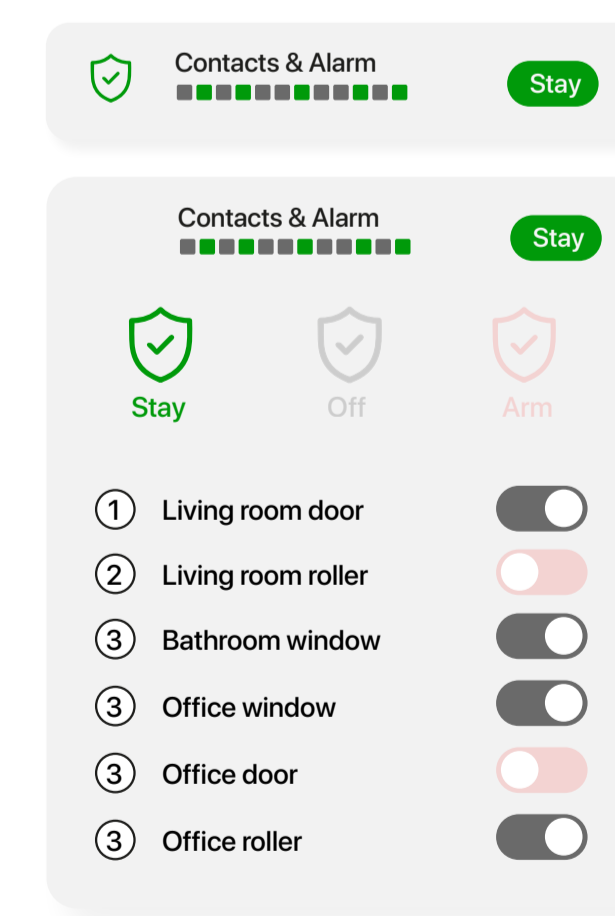 Contacts & Alarm
Stay
Contacts & Alarm
Stay
Stay Off Arm
1 Living room door
2 Living room roller
3 Bathroom window
3 Office window
3 Office door
3 Office roller